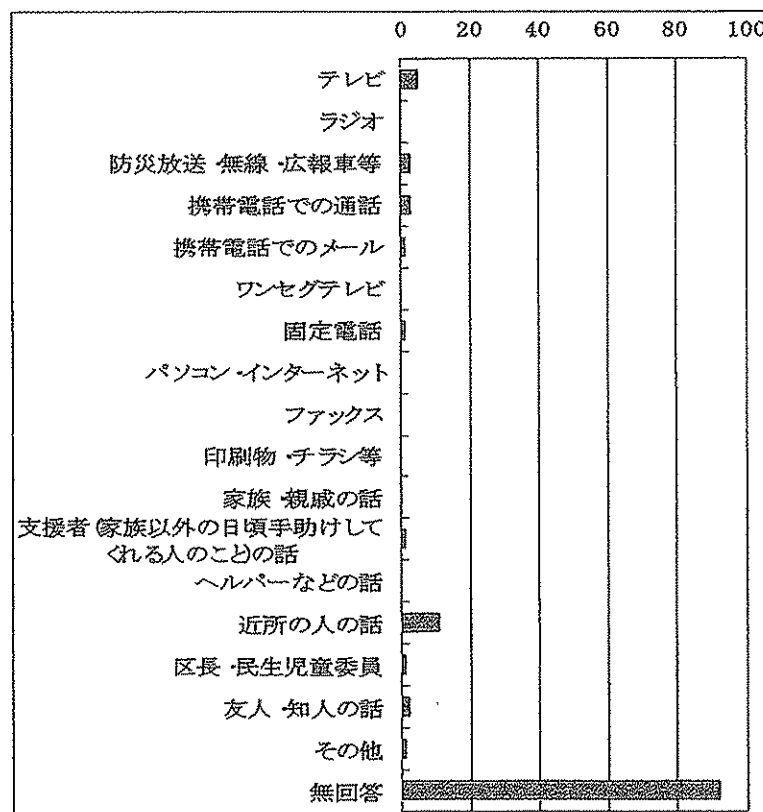 0 20 40 60 80 100
テレビ
ラジオ
防災放送・無線・広報車等
携帯電話での通話
携帯電話でのメール
ワンセグテレビ
固定電話
パソコン・インターネット
ファックス
印刷物・チラシ等
家族・親戚の話
支援者(家族以外の日頃手助けして
くれる人のこと)の話
ヘルパーなどの話
近所の人の話
区長・民生児童委員
友人・知人の話
その他
無回答